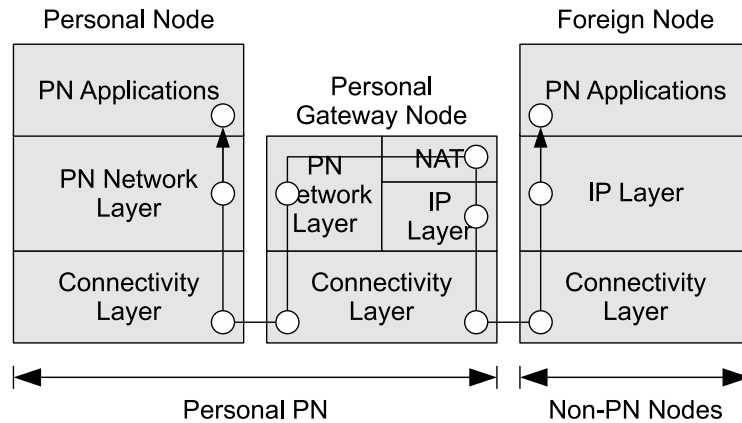 Personal Node
PN Applications
PN Network
Layer
Connectivity
Layer
Personal
Gateway Node
PN
Network
Layer
NAT
IP
Layer
Connectivity
Layer
Foreign Node
PN Applications
IP Layer
Connectivity
Layer
Personal PN
Non-PN Nodes